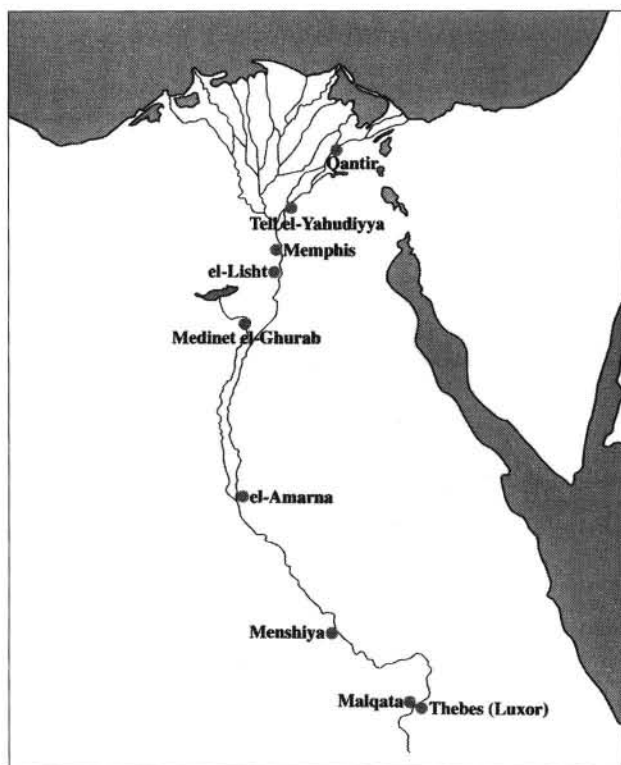 Qantir
Tell el-Yahudiyya
Memphis
el-Lisht
Medinet el-Ghurab
el-Amarna
Menshiya
Malqata
Thebes (Luxor)